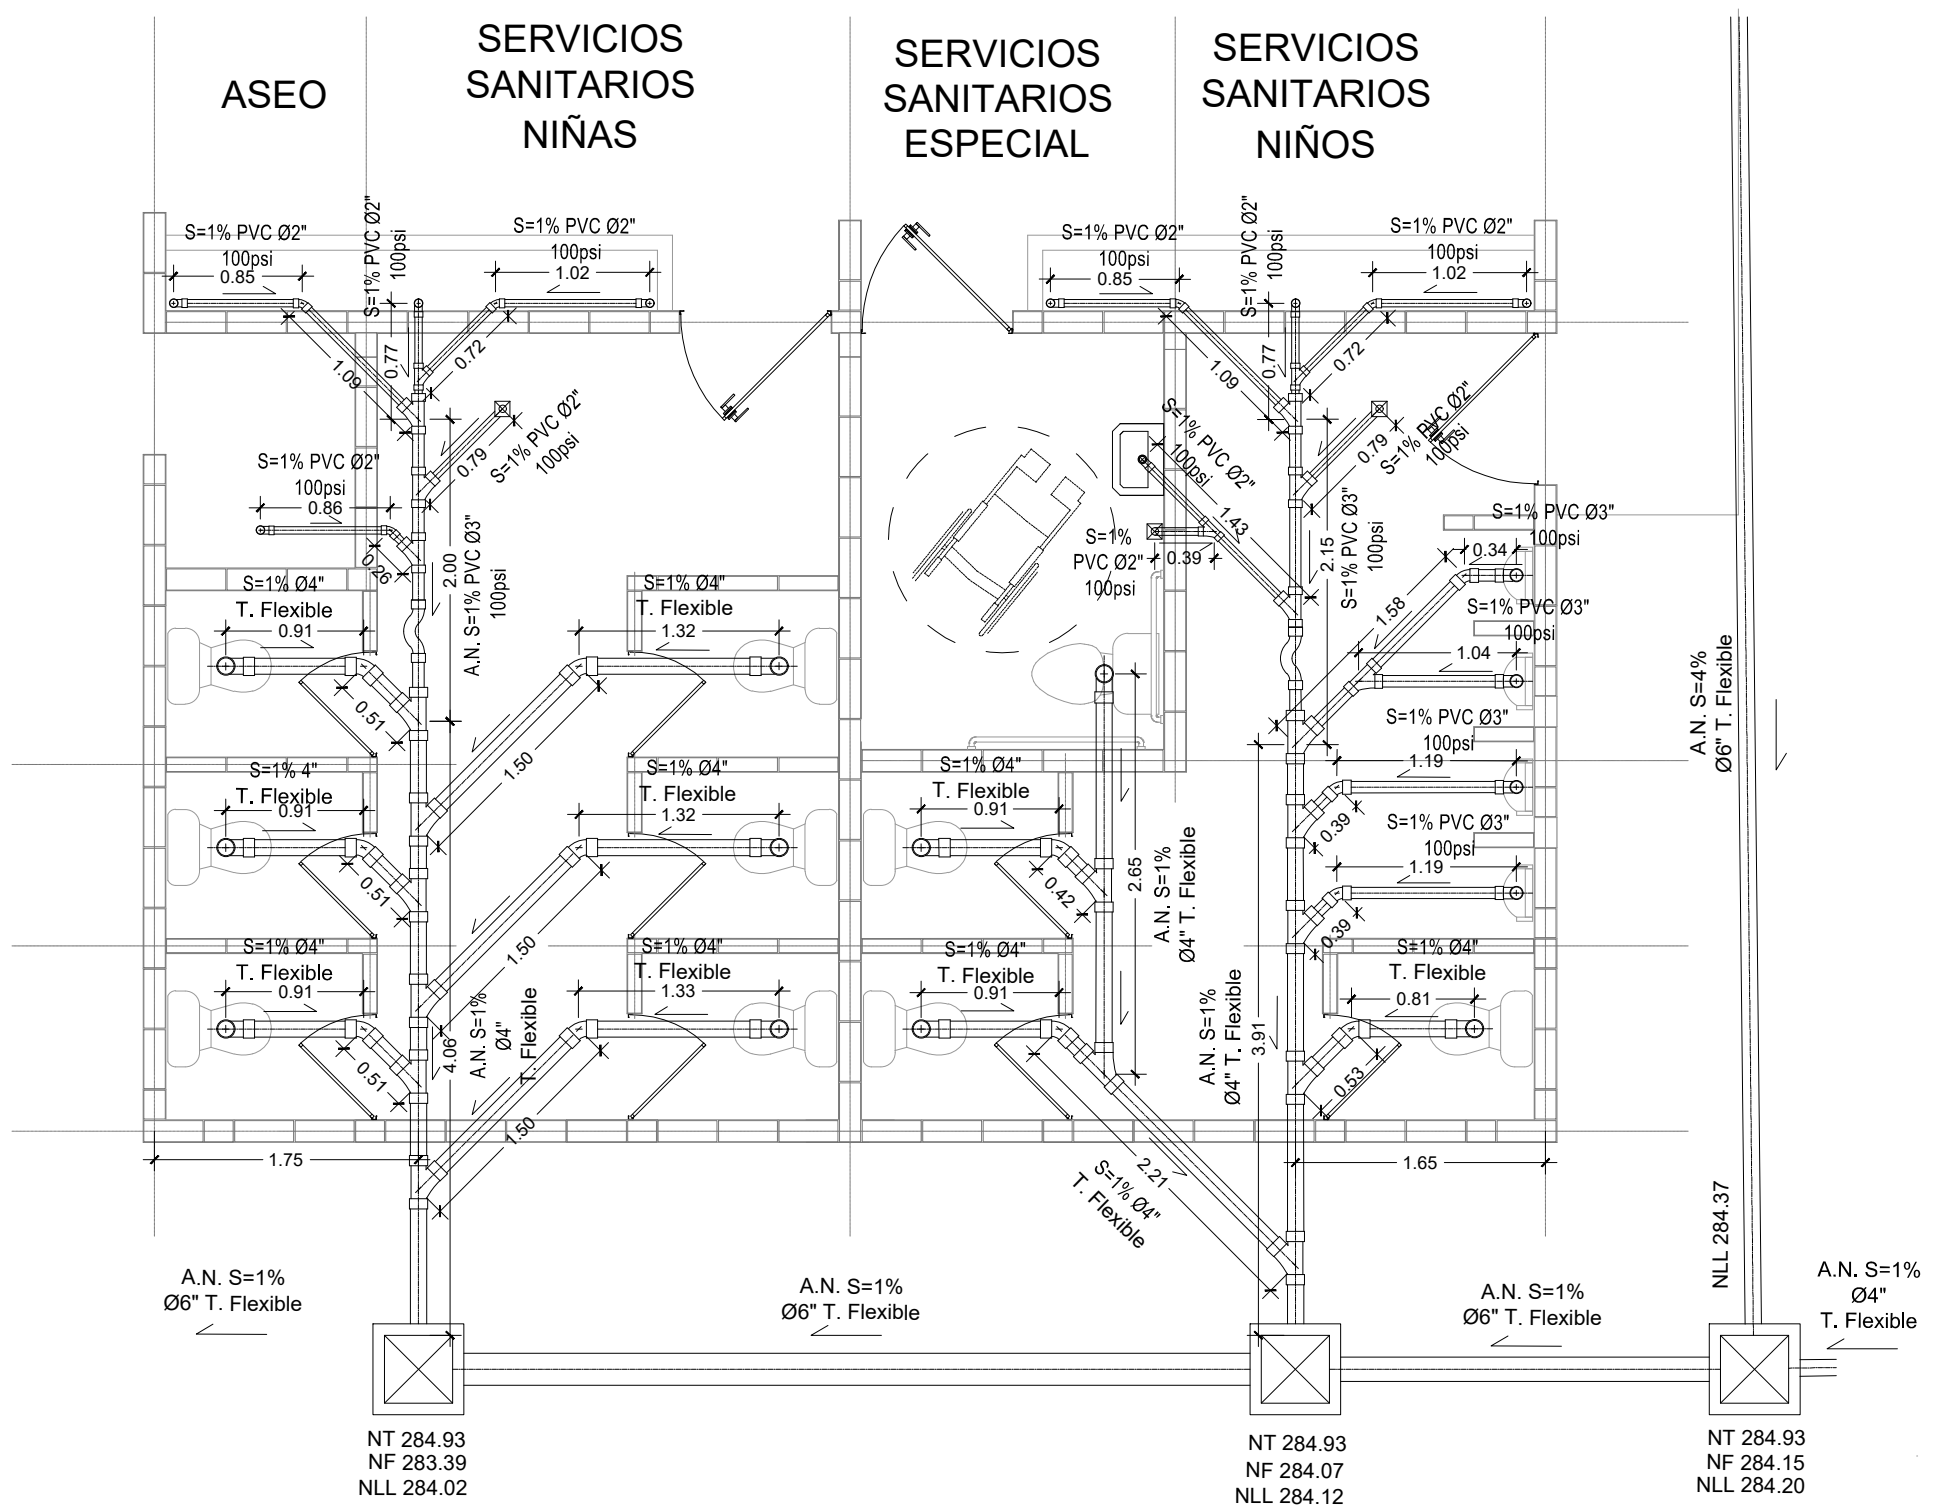 ASEO
SERVICIOS
SANITARIOS
NIÑAS
SERVICIOS
SANITARIOS
ESPECIAL
SERVICIOS
SANITARIOS
NIÑOS
S=1% PVC Ø2"
100psi
0.85
S=1% PVC Ø2"
100psi
S=1% PVC Ø2"
100psi
1.02
S=1% PVC Ø2"
100psi
0.85
S=1% PVC Ø2"
100psi
S=1% PVC Ø2"
100psi
1.02
1.09
0.77
0.72
1.09
0.77
0.72
0.79
S=1% PVC Ø2"
100psi
S=1% PVC Ø2"
100psi
1.43
0.79
S=1% PVC Ø2"
100psi
S=1% PVC Ø2"
100psi
0.86
0.26
2.00
A.N. S=1% PVC Ø3"
100psi
S=1%
PVC Ø2"
100psi
0.39
2.15
S=1% PVC Ø3"
100psi
S=1% PVC Ø3"
100psi
0.34
1.58
S=1% PVC Ø3"
100psi
1.04
S=1% Ø4"
T. Flexible
0.91
0.51
S=1% Ø4"
T. Flexible
1.32
1.50
A.N. S=4%
Ø6" T. Flexible
S=1% 4"
T. Flexible
0.91
0.51
S=1% Ø4"
T. Flexible
1.32
1.50
S=1% Ø4"
T. Flexible
0.91
0.42
2.65
A.N. S=1%
Ø4" T. Flexible
S=1% PVC Ø3"
100psi
1.19
0.39
S=1% PVC Ø3"
100psi
1.19
0.39
S=1% Ø4"
T. Flexible
0.91
0.51
4.06
A.N. S=1%
Ø4"
T. Flexible
S=1% Ø4"
T. Flexible
1.33
1.50
S=1% Ø4"
T. Flexible
0.91
A.N. S=1%
Ø4" T. Flexible
3.91
S=1% Ø4"
T. Flexible
0.81
0.53
1.75
2.21
S=1% Ø4"
T. Flexible
1.65
NLL 284.37
A.N. S=1%
Ø6" T. Flexible
A.N. S=1%
Ø6" T. Flexible
A.N. S=1%
Ø6" T. Flexible
A.N. S=1%
Ø4"
T. Flexible
NT 284.93
NF 283.39
NLL 284.02
NT 284.93
NF 284.07
NLL 284.12
NT 284.93
NF 284.15
NLL 284.20